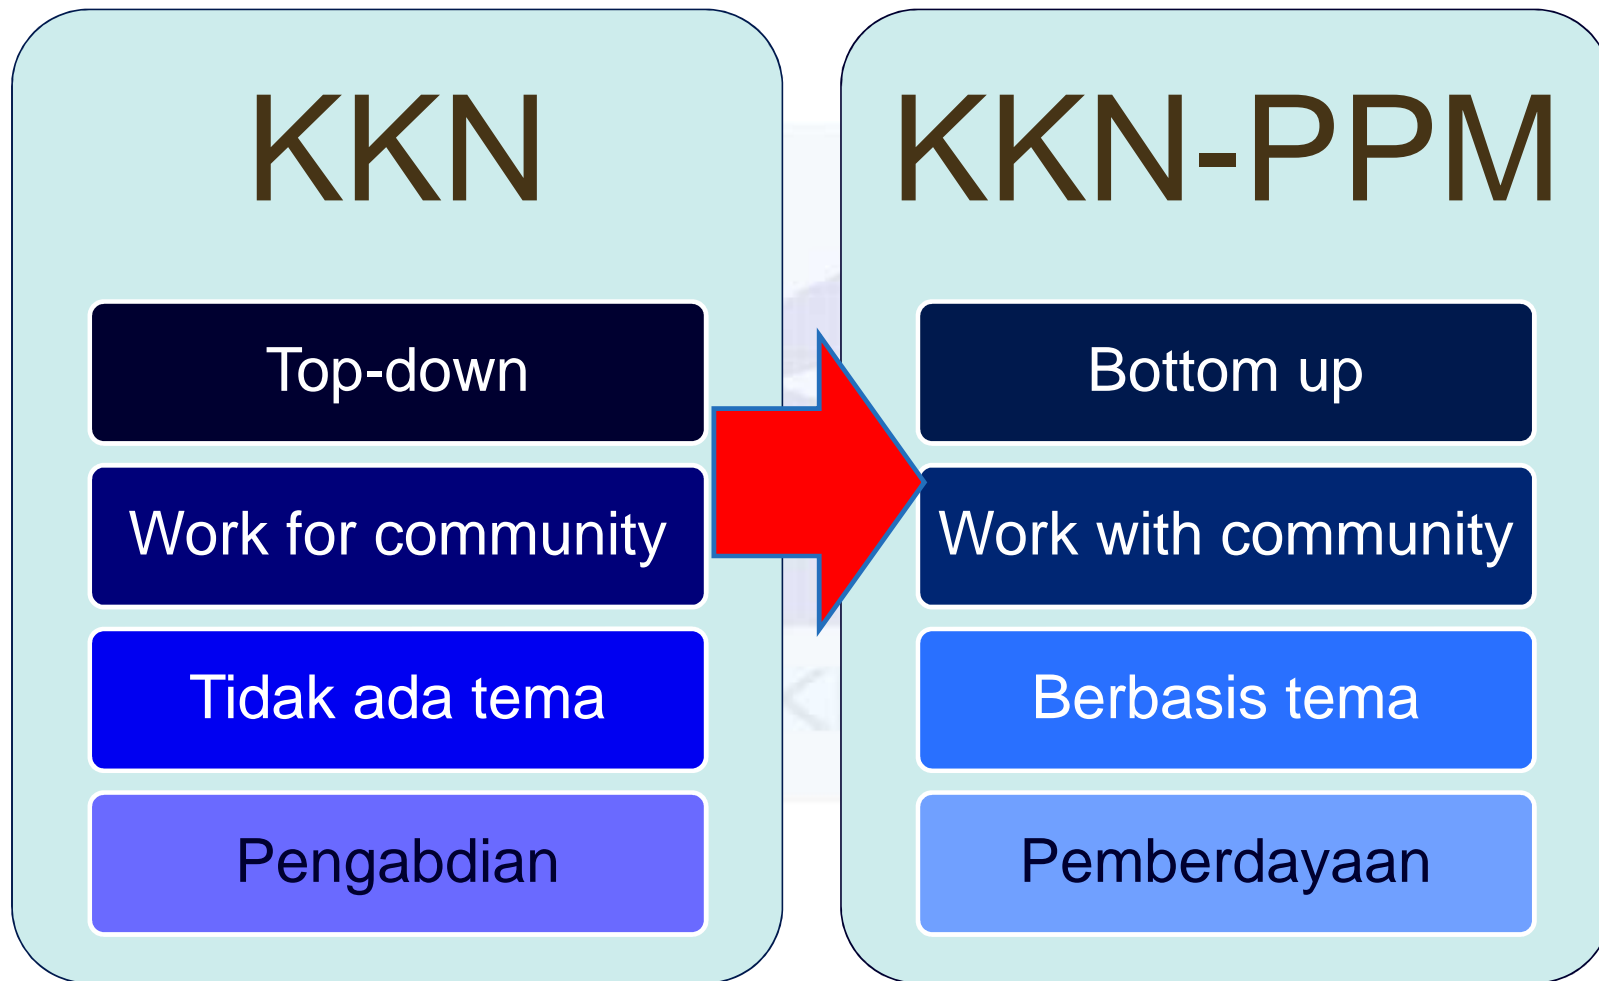 KKN
Top-down
Work for community
Tidak ada tema
Pengabdian
KKN-PPM
Bottom up
Work with community
Berbasis tema
Pemberdayaan